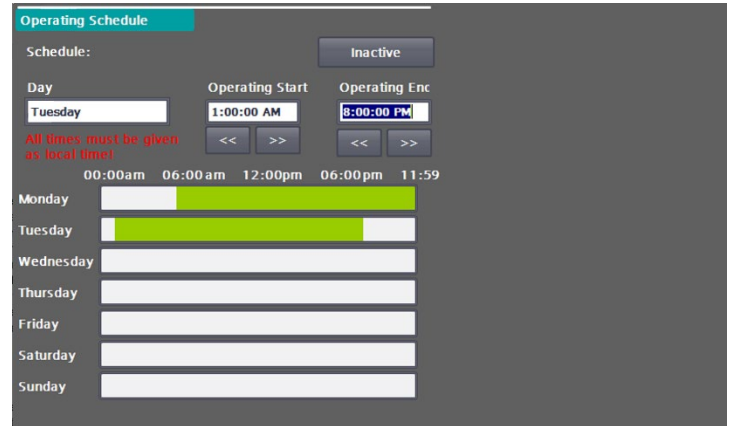 Operating Schedule
Schedule: Inactive
Day Operating Start Operating End
Tuesday 1:00:00 AM 8:00:00 PM
All times must be given << >> << >>
as local time!
00:00am 06:00am 12:00pm 06:00pm 11:59
Monday
Tuesday
Wednesday
Thursday
Friday
Saturday
Sunday